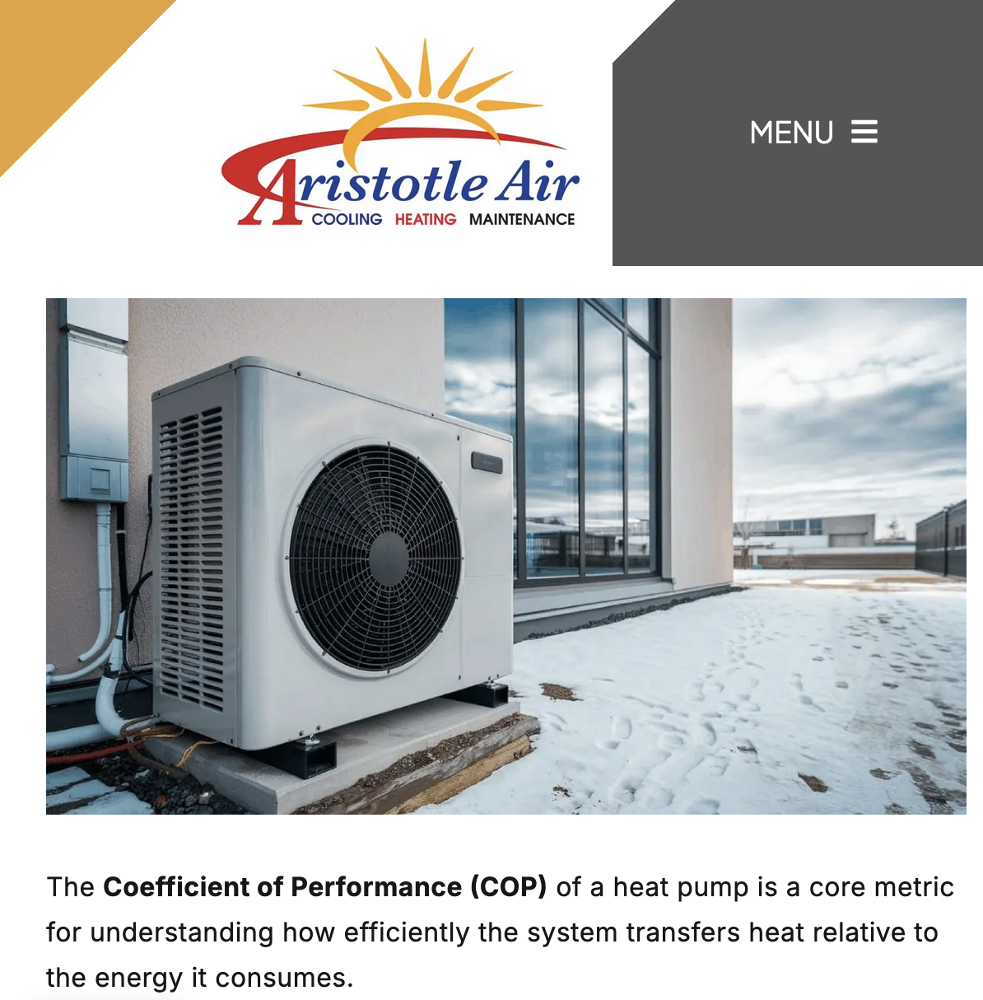 MENU
Aristotle Air
COOLING HEATING MAINTENANCE
The Coefficient of Performance (COP) of a heat pump is a core metric
for understanding how efficiently the system transfers heat relative to
the energy it consumes.